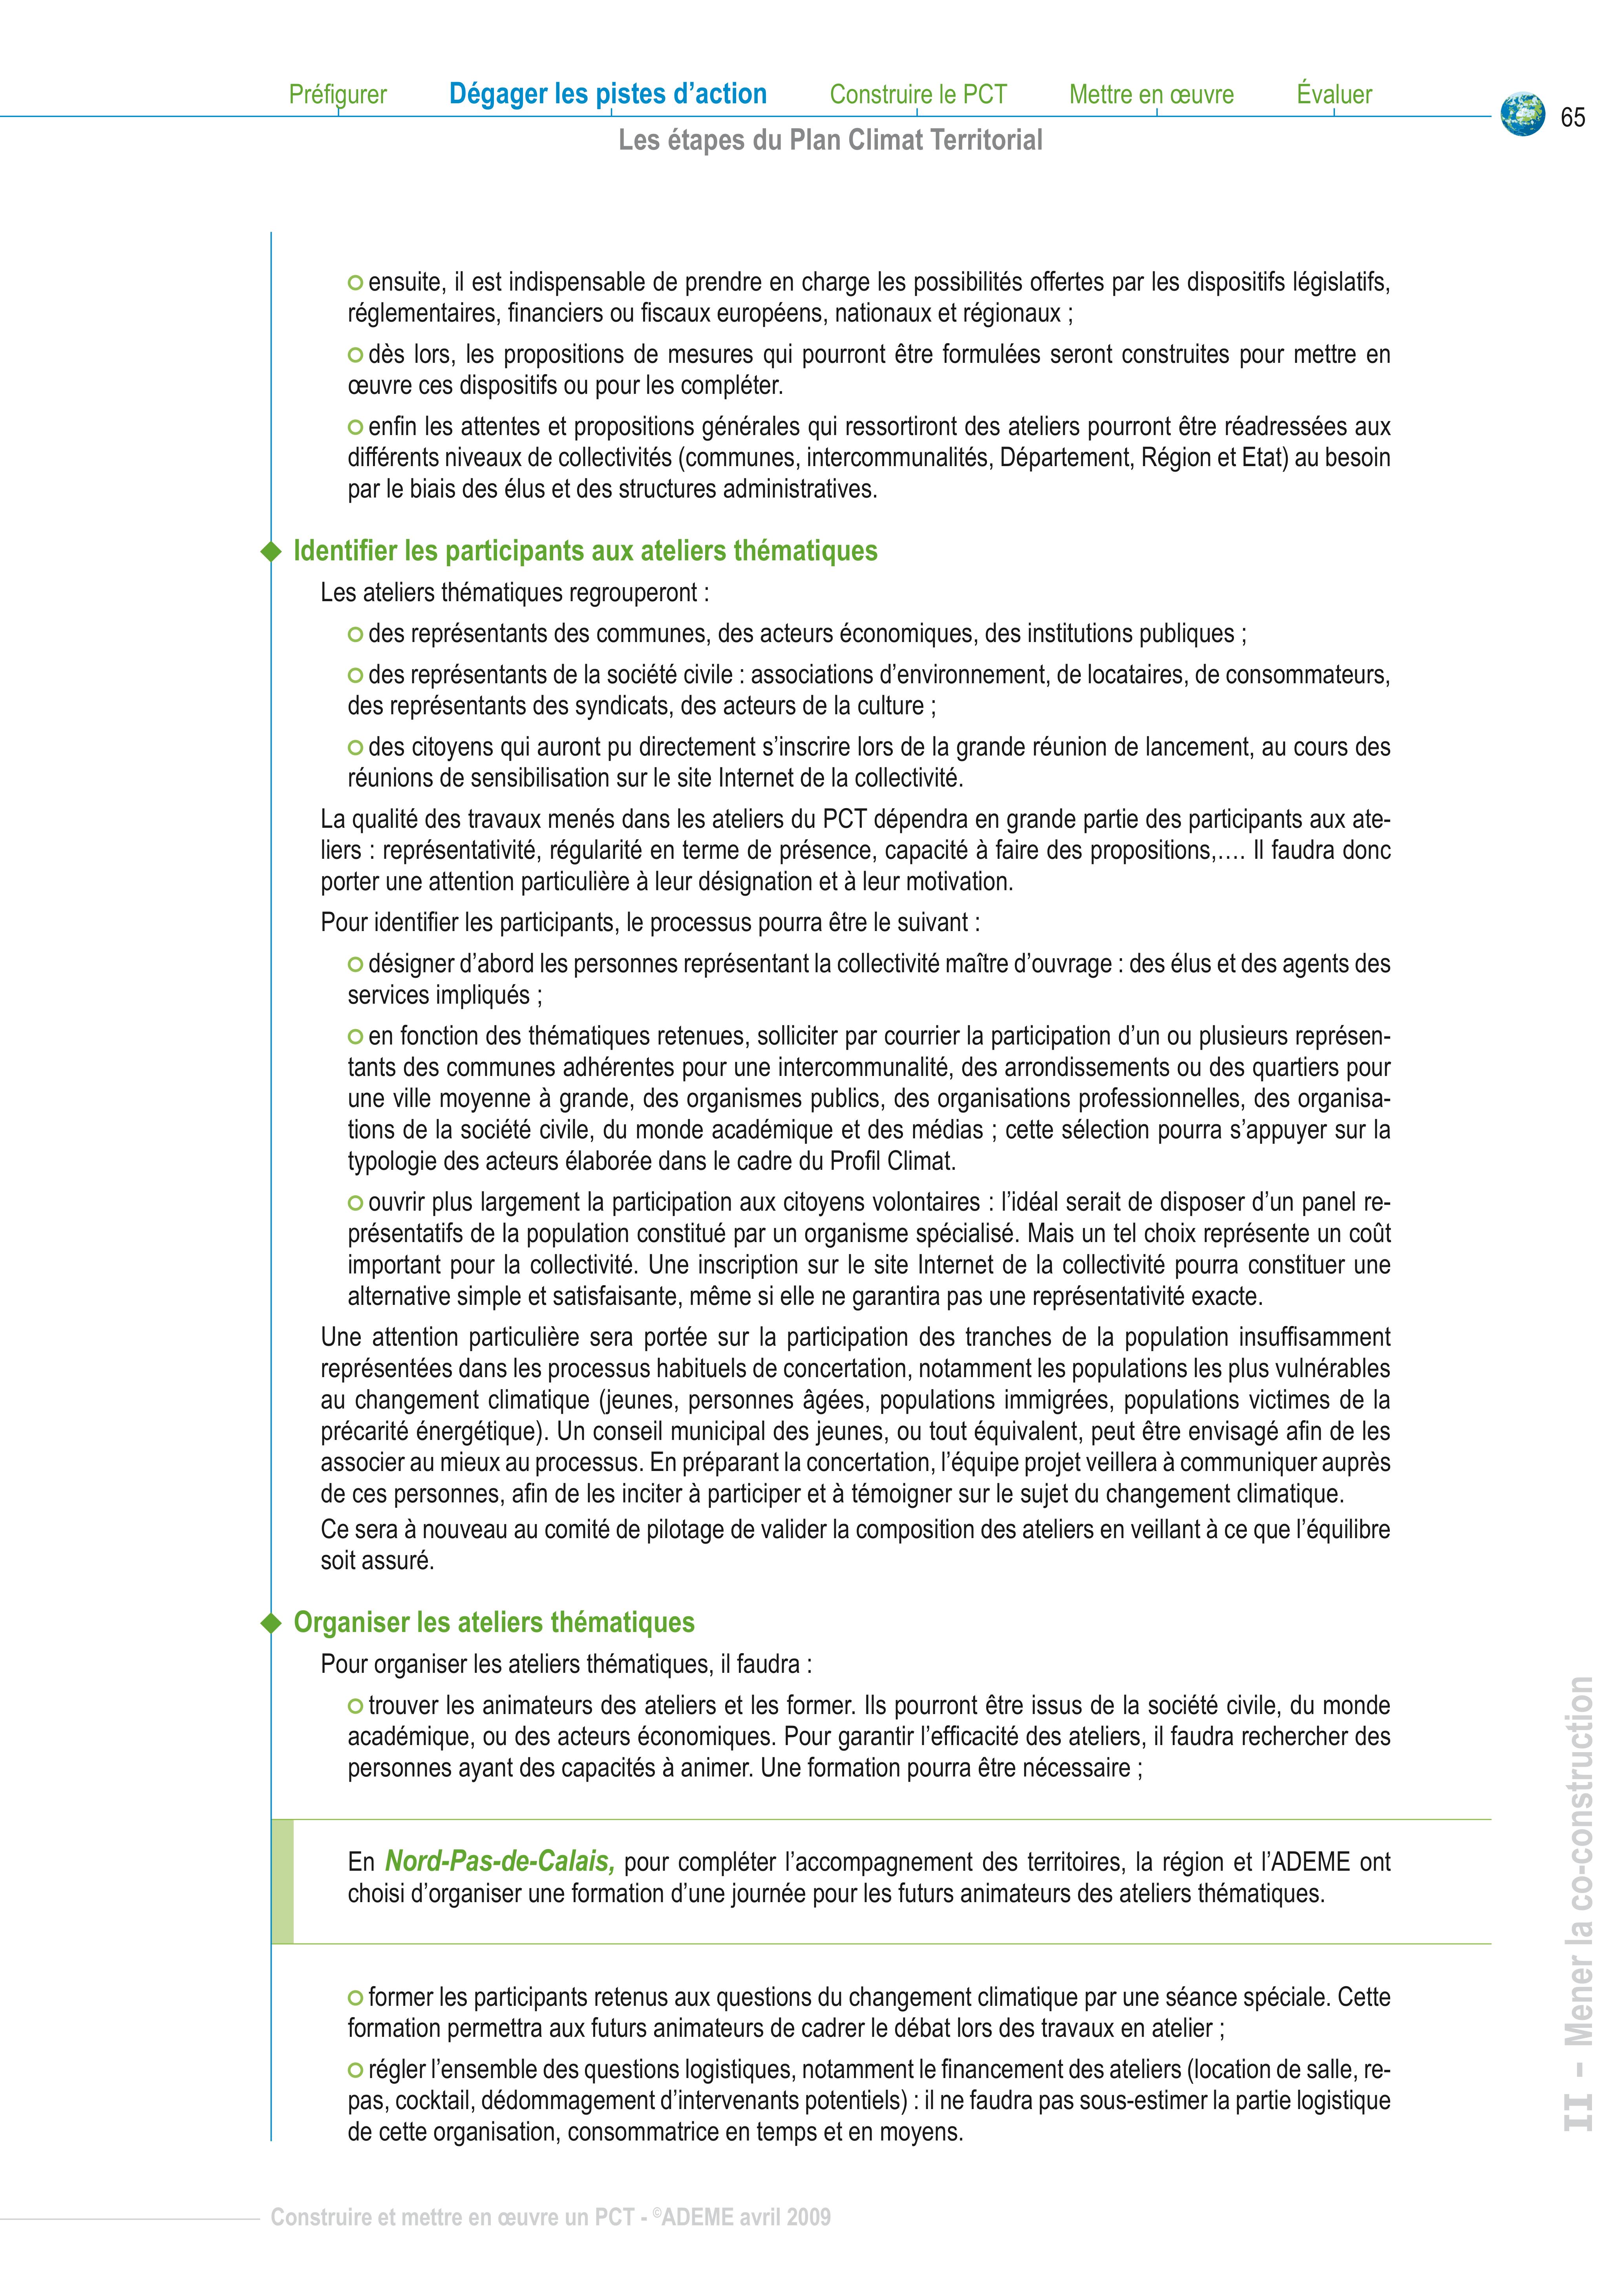 Préfigurer Dégager les pistes d’action Construire le PCT Mettre en œuvre Évaluer
65
Les étapes du Plan Climat Territorial
ensuite, il est indispensable de prendre en charge les possibilités offertes par les dispositifs législatifs,
réglementaires, financiers ou fiscaux européens, nationaux et régionaux ;
dès lors, les propositions de mesures qui pourront être formulées seront construites pour mettre en
œuvre ces dispositifs ou pour les compléter.
enfin les attentes et propositions générales qui ressortiront des ateliers pourront être réadressées aux
différents niveaux de collectivités (communes, intercommunalités, Département, Région et Etat) au besoin
par le biais des élus et des structures administratives.
Identifier les participants aux ateliers thématiques
Les ateliers thématiques regrouperont :
des représentants des communes, des acteurs économiques, des institutions publiques ;
des représentants de la société civile : associations d’environnement, de locataires, de consommateurs,
des représentants des syndicats, des acteurs de la culture ;
des citoyens qui auront pu directement s’inscrire lors de la grande réunion de lancement, au cours des
réunions de sensibilisation sur le site Internet de la collectivité.
La qualité des travaux menés dans les ateliers du PCT dépendra en grande partie des participants aux ate-
liers : représentativité, régularité en terme de présence, capacité à faire des propositions,…. Il faudra donc
porter une attention particulière à leur désignation et à leur motivation.
Pour identifier les participants, le processus pourra être le suivant :
désigner d’abord les personnes représentant la collectivité maître d’ouvrage : des élus et des agents des
services impliqués ;
en fonction des thématiques retenues, solliciter par courrier la participation d’un ou plusieurs représen-
tants des communes adhérentes pour une intercommunalité, des arrondissements ou des quartiers pour
une ville moyenne à grande, des organismes publics, des organisations professionnelles, des organisa-
tions de la société civile, du monde académique et des médias ; cette sélection pourra s’appuyer sur la
typologie des acteurs élaborée dans le cadre du Profil Climat.
ouvrir plus largement la participation aux citoyens volontaires : l’idéal serait de disposer d’un panel re-
présentatifs de la population constitué par un organisme spécialisé. Mais un tel choix représente un coût
important pour la collectivité. Une inscription sur le site Internet de la collectivité pourra constituer une
alternative simple et satisfaisante, même si elle ne garantira pas une représentativité exacte.
Une attention particulière sera portée sur la participation des tranches de la population insuffisamment
représentées dans les processus habituels de concertation, notamment les populations les plus vulnérables
au changement climatique (jeunes, personnes âgées, populations immigrées, populations victimes de la
précarité énergétique). Un conseil municipal des jeunes, ou tout équivalent, peut être envisagé afin de les
associer au mieux au processus. En préparant la concertation, l’équipe projet veillera à communiquer auprès
de ces personnes, afin de les inciter à participer et à témoigner sur le sujet du changement climatique.
Ce sera à nouveau au comité de pilotage de valider la composition des ateliers en veillant à ce que l’équilibre
soit assuré.
Organiser les ateliers thématiques
Pour organiser les ateliers thématiques, il faudra :
trouver les animateurs des ateliers et les former. Ils pourront être issus de la société civile, du monde
académique, ou des acteurs économiques. Pour garantir l’efficacité des ateliers, il faudra rechercher des
personnes ayant des capacités à animer. Une formation pourra être nécessaire ;
En Nord-Pas-de-Calais, pour compléter l’accompagnement des territoires, la région et l’ADEME ont
choisi d’organiser une formation d’une journée pour les futurs animateurs des ateliers thématiques.
former les participants retenus aux questions du changement climatique par une séance spéciale. Cette
formation permettra aux futurs animateurs de cadrer le débat lors des travaux en atelier ;
régler l’ensemble des questions logistiques, notamment le financement des ateliers (location de salle, re-
pas, cocktail, dédommagement d’intervenants potentiels) : il ne faudra pas sous-estimer la partie logistique
de cette organisation, consommatrice en temps et en moyens.
II - Mener la co-construction
Construire et mettre en œuvre un PCT - ©ADEME avril 2009